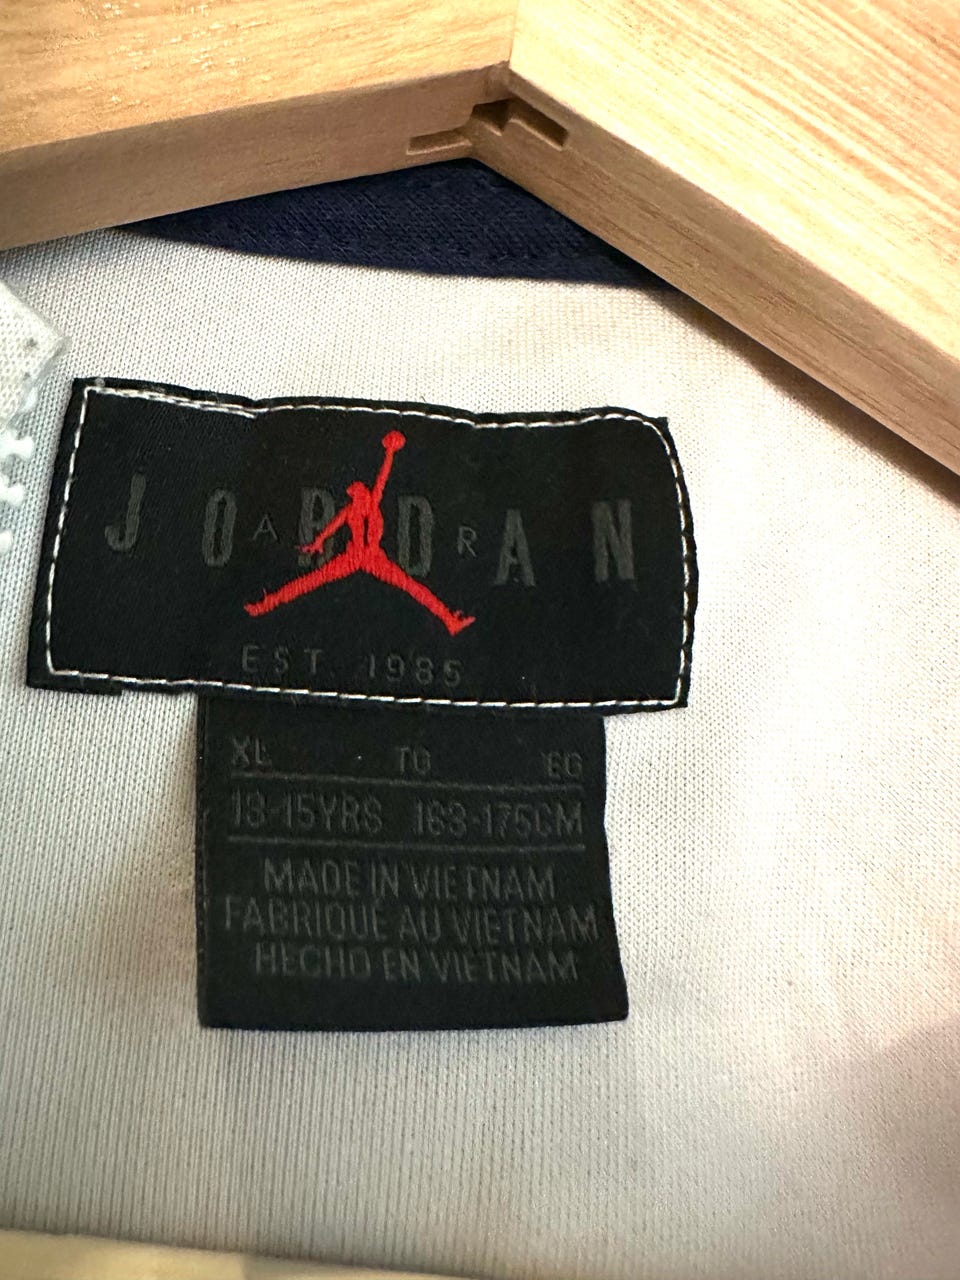 JORDAN
A R
EST. 1985
XL TG EG
13-15YRS 163-175CM
MADE IN VIETNAM
FABRIQUE AU VIETNAM
HECHO EN VIETNAM